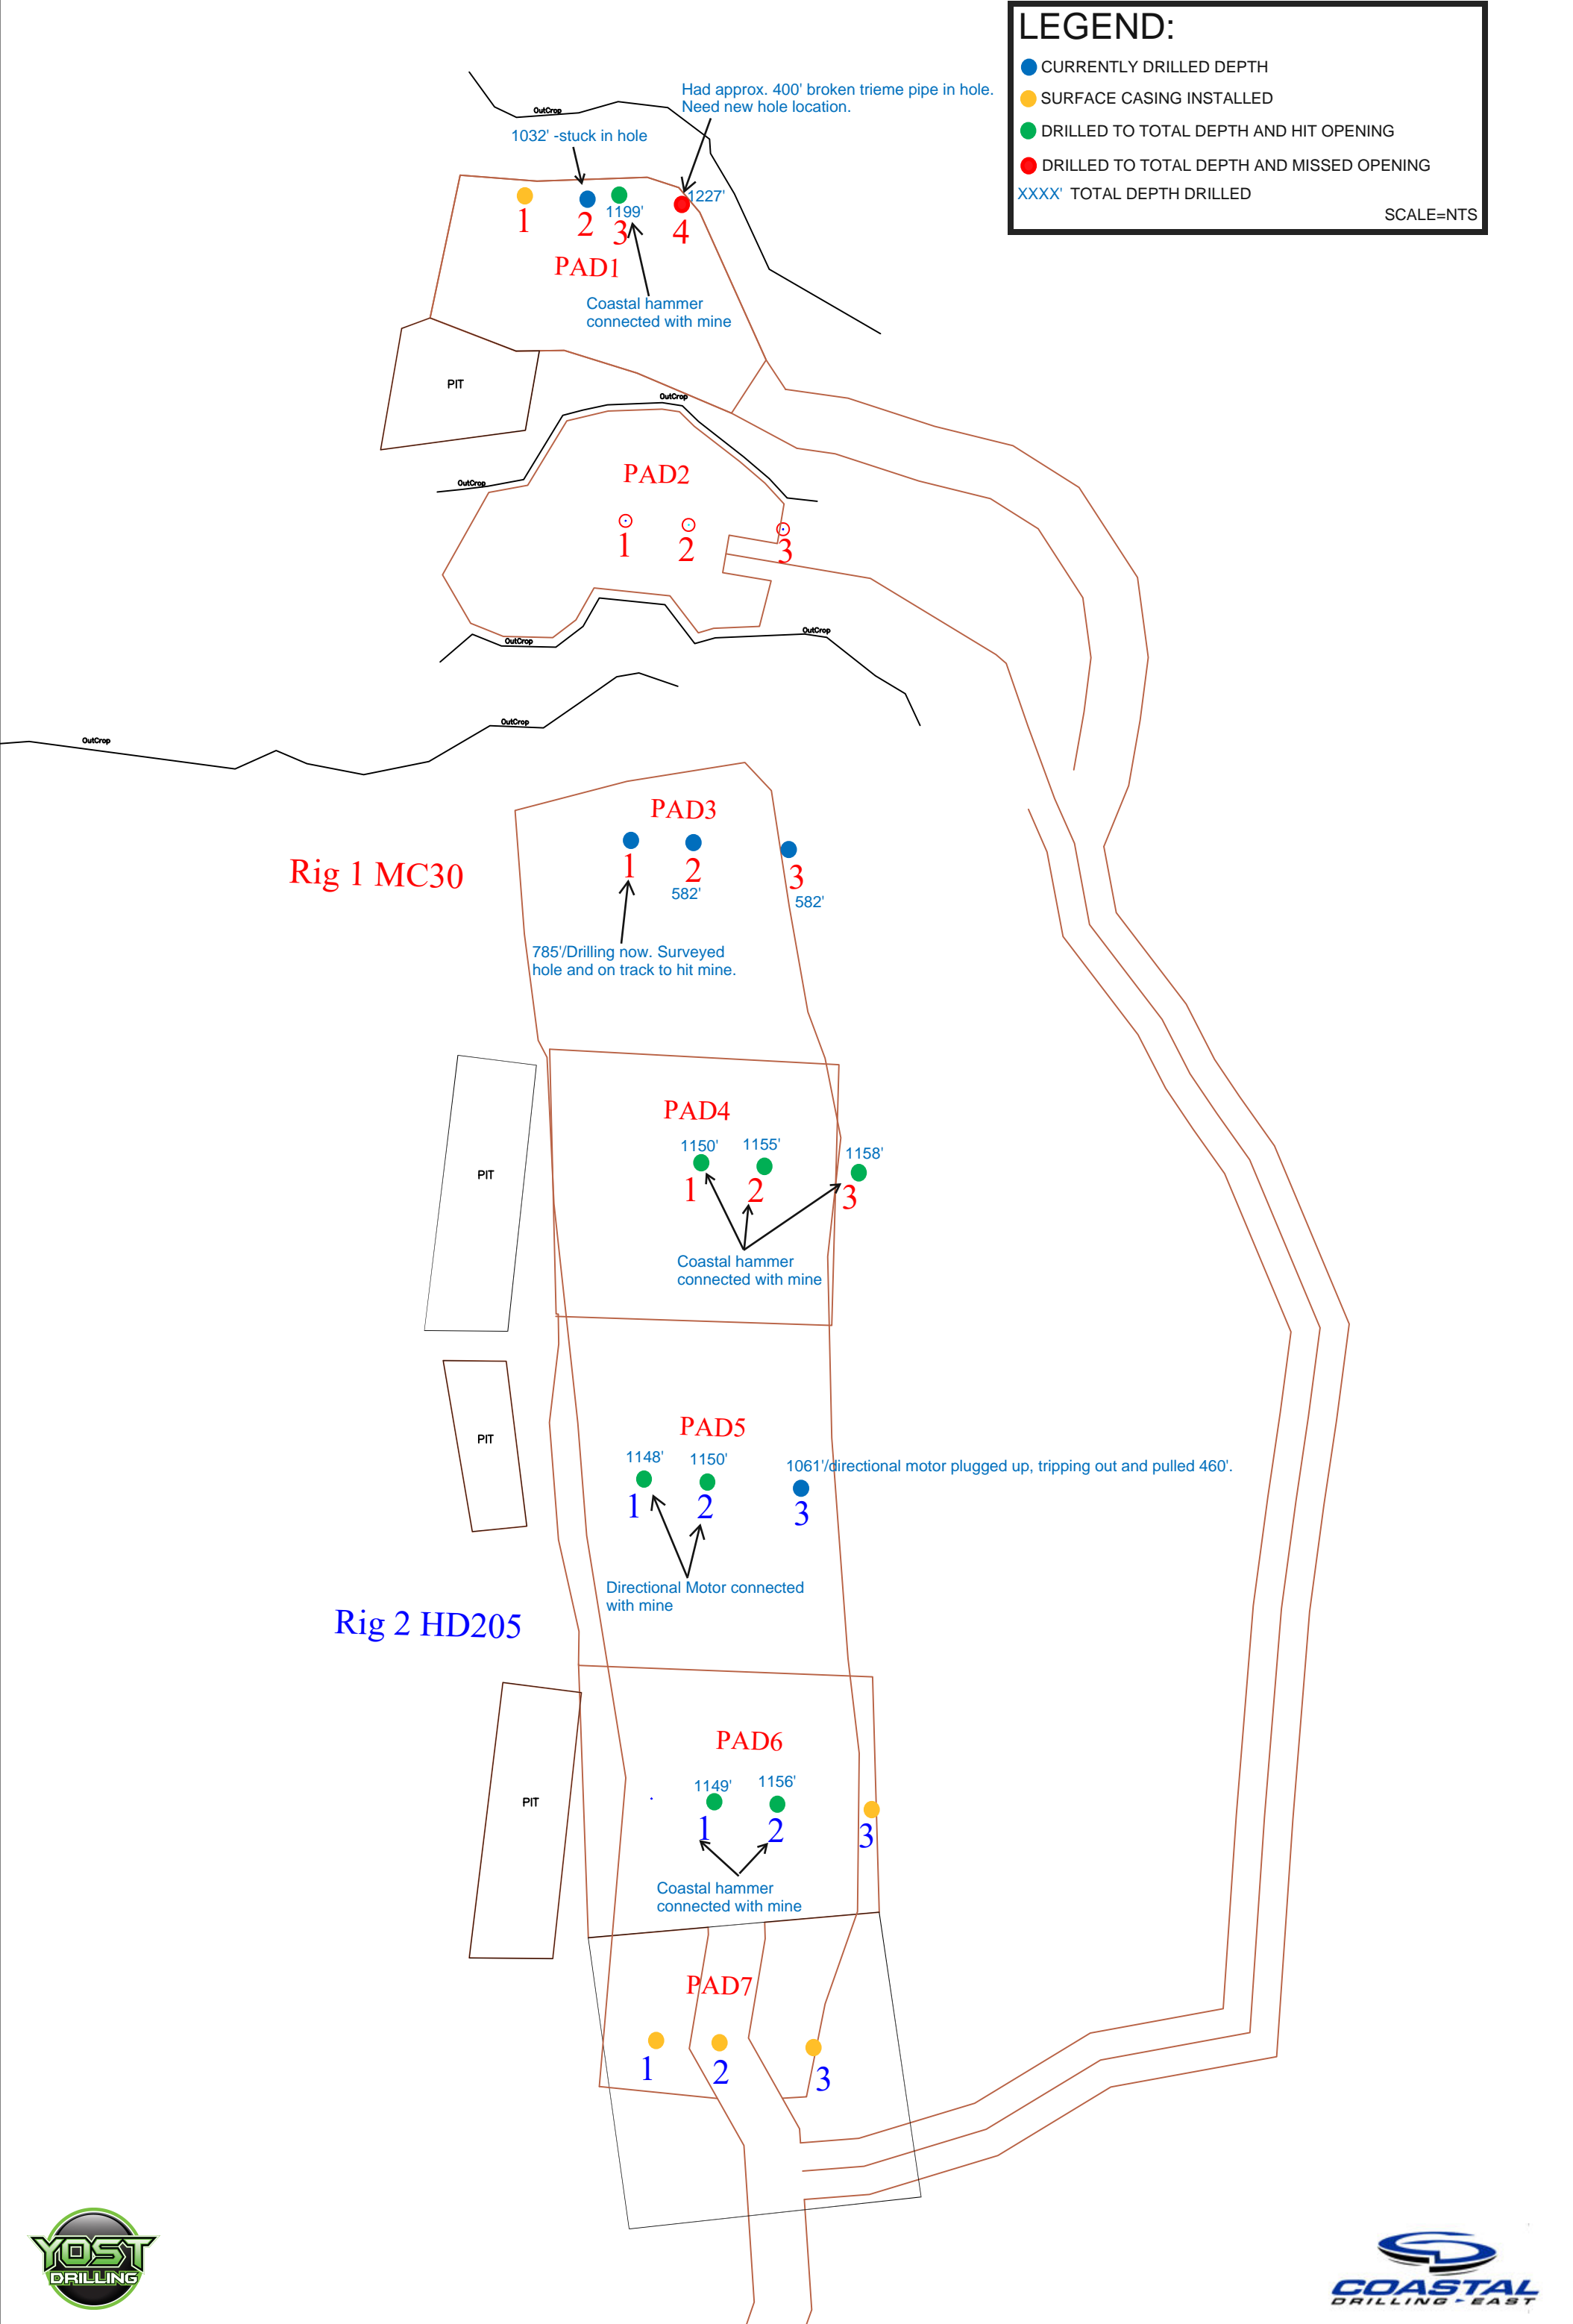 LEGEND:
CURRENTLY DRILLED DEPTH
SURFACE CASING INSTALLED
DRILLED TO TOTAL DEPTH AND HIT OPENING
DRILLED TO TOTAL DEPTH AND MISSED OPENING
XXXX' TOTAL DEPTH DRILLED
SCALE=NTS
Had approx. 400' broken trieme pipe in hole.
Need new hole location.
OutCrop
1032' -stuck in hole
1227'
1199'
1 2 3 4
PAD1
Coastal hammer
connected with mine
PIT
OutCrop
PAD2
OutCrop
1 2 3
OutCrop
OutCrop
OutCrop
OutCrop
PAD3
Rig 1 MC30
1 2 3
582'
582'
785'/Drilling now. Surveyed
hole and on track to hit mine.
PAD4
1150' 1155' 1158'
PIT
1 2 3
Coastal hammer
connected with mine
PAD5
PIT
1148' 1150'
1061'/directional motor plugged up, tripping out and pulled 460'.
1 2 3
Directional Motor connected
with mine
Rig 2 HD205
PAD6
1149' 1156'
PIT
1 2 3
Coastal hammer
connected with mine
PAD7
1 2 3
YOST
DRILLING
COASTAL
DRILLING EAST